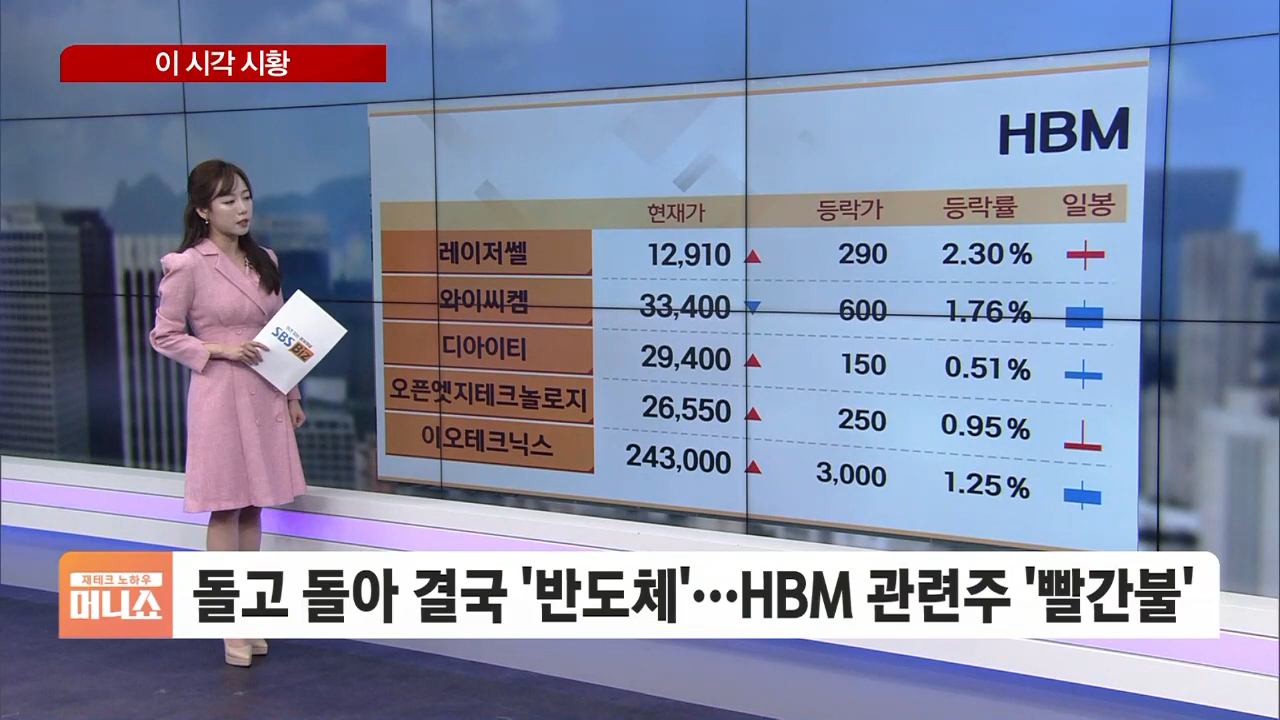 이 시각 시황
HBM
현재가 등락가 등락률 일봉
레이저쎌 12,910 ▲ 290 2.30%
와이씨켐 33,400 ▼ 600 1.76%
디아이티 29,400 ▲ 150 0.51%
오픈엣지테크놀로지 26,550 ▲ 250 0.95%
이오테크닉스 243,000 ▲ 3,000 1.25%
SBS Biz
재테크 노하우
머니쇼
돌고 돌아 결국 '반도체'…HBM 관련주 '빨간불'